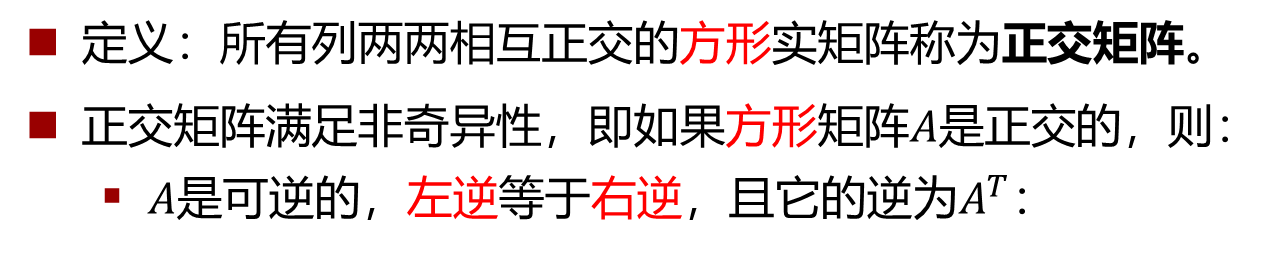 ■ 定义：所有列两两相互正交的方形实矩阵称为正交矩阵。
■ 正交矩阵满足非奇异性，即如果方形矩阵𝐴是正交的，则：
▪ 𝐴是可逆的，左逆等于右逆，且它的逆为𝐴ᵀ：